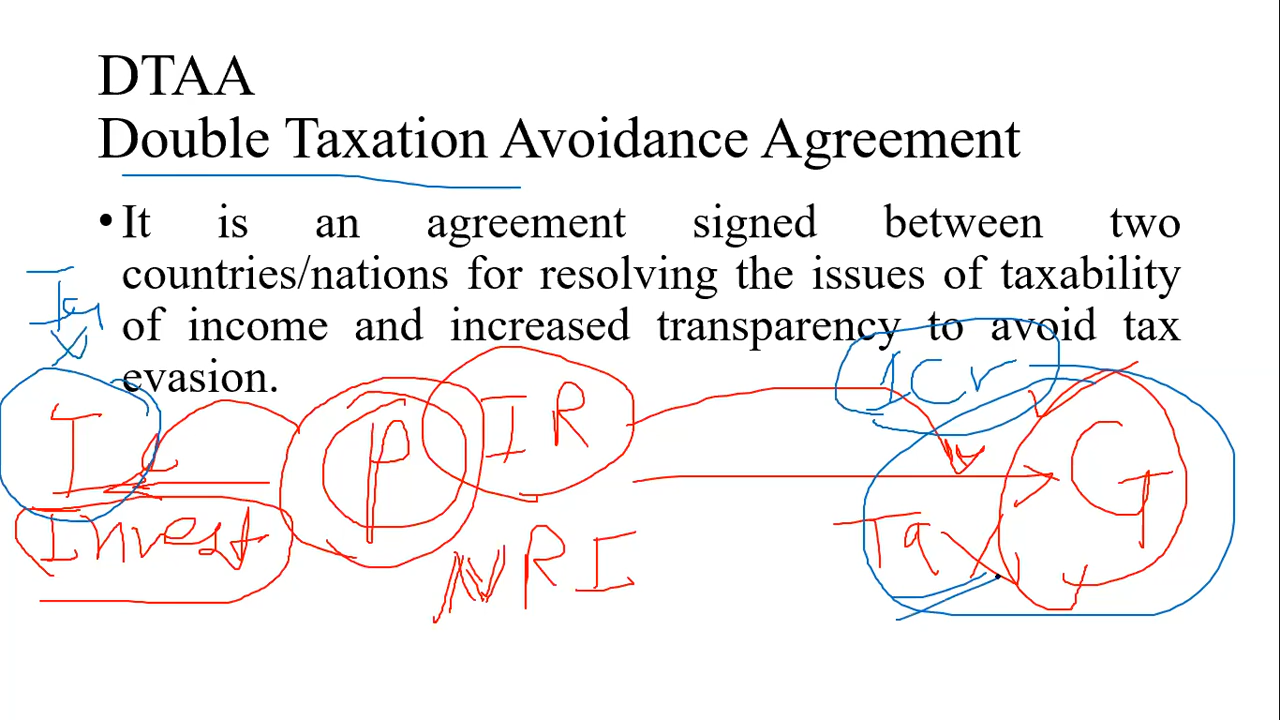 DTAA
Double Taxation Avoidance Agreement
• It is an agreement signed between two
countries/nations for resolving the issues of taxability
of income and increased transparency to avoid tax
evasion.
1Cr
I P IR G
Invest Tax
NRI